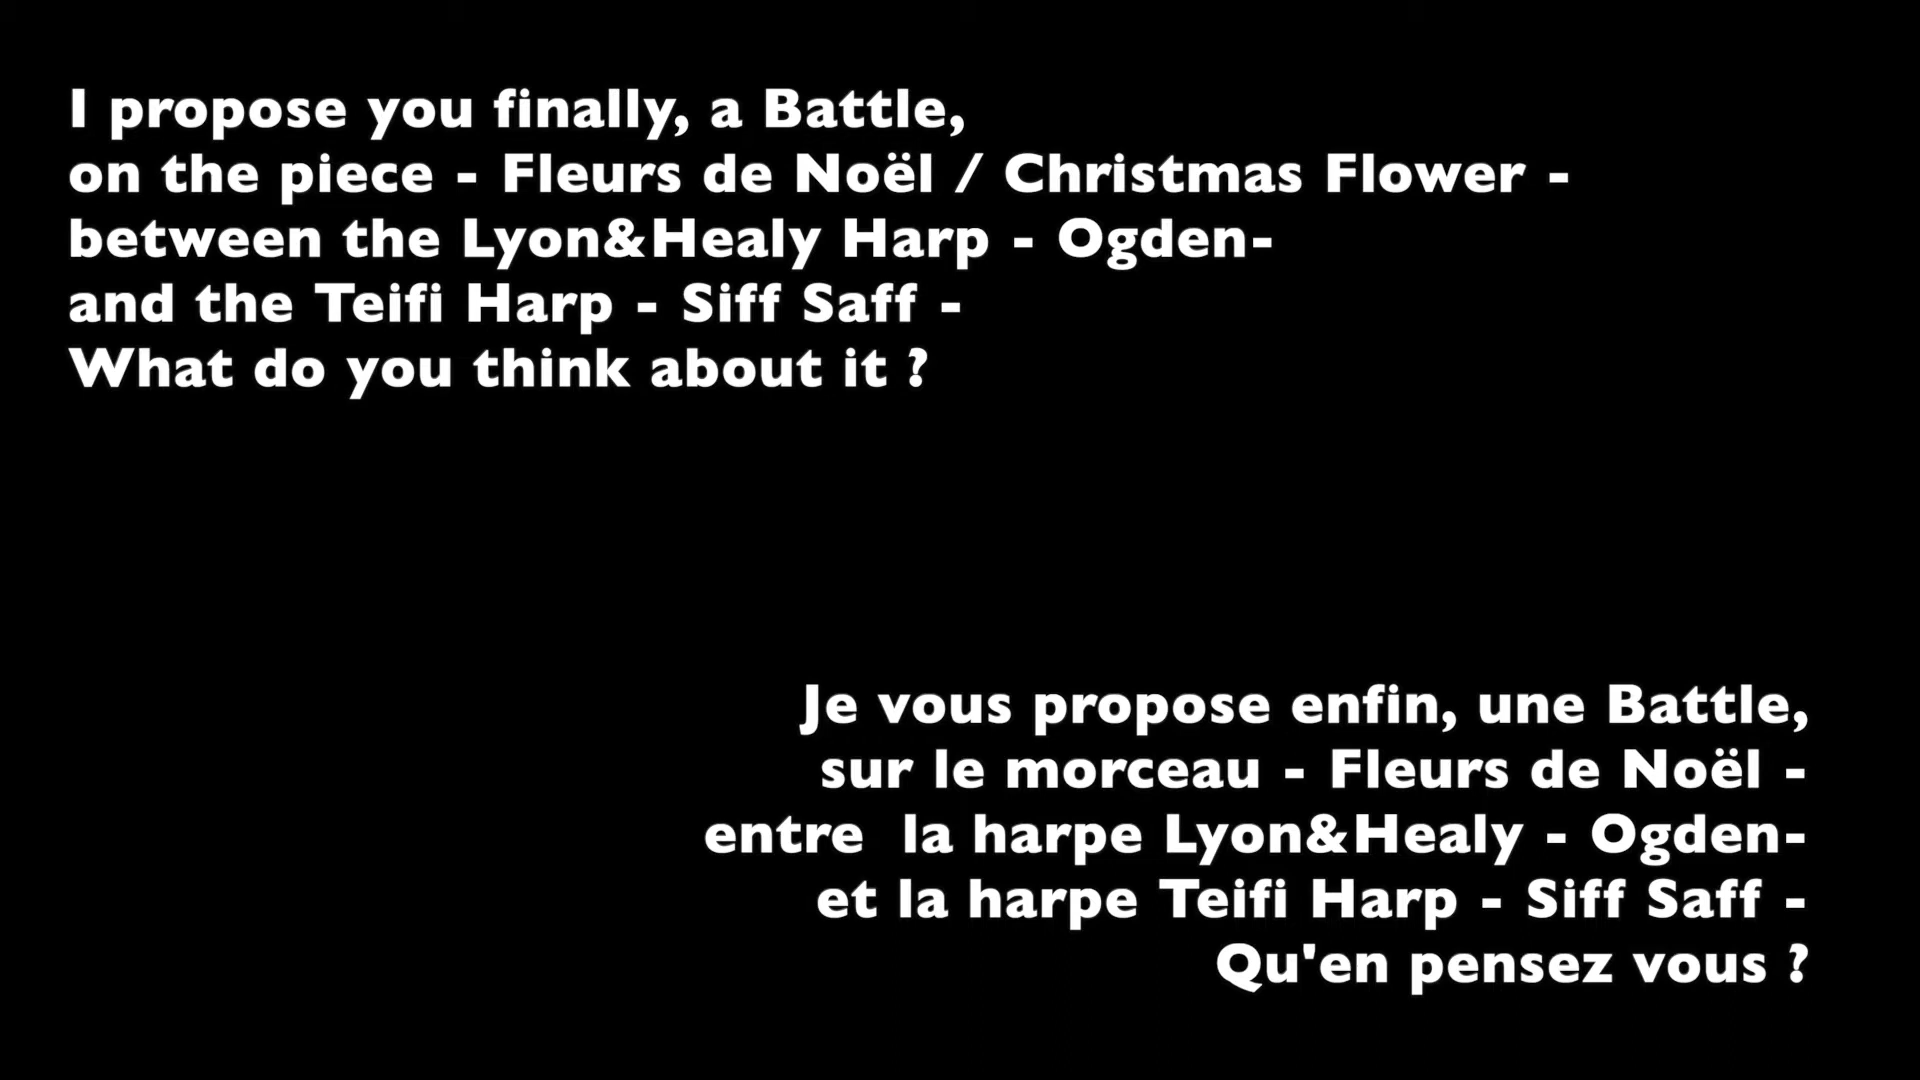 I propose you finally, a Battle,
on the piece - Fleurs de Noël / Christmas Flower -
between the Lyon&Healy Harp - Ogden-
and the Teifi Harp - Siff Saff -
What do you think about it ?
Je vous propose enfin, une Battle,
sur le morceau - Fleurs de Noël -
entre  la harpe Lyon&Healy - Ogden-
et la harpe Teifi Harp - Siff Saff -
Qu'en pensez vous ?